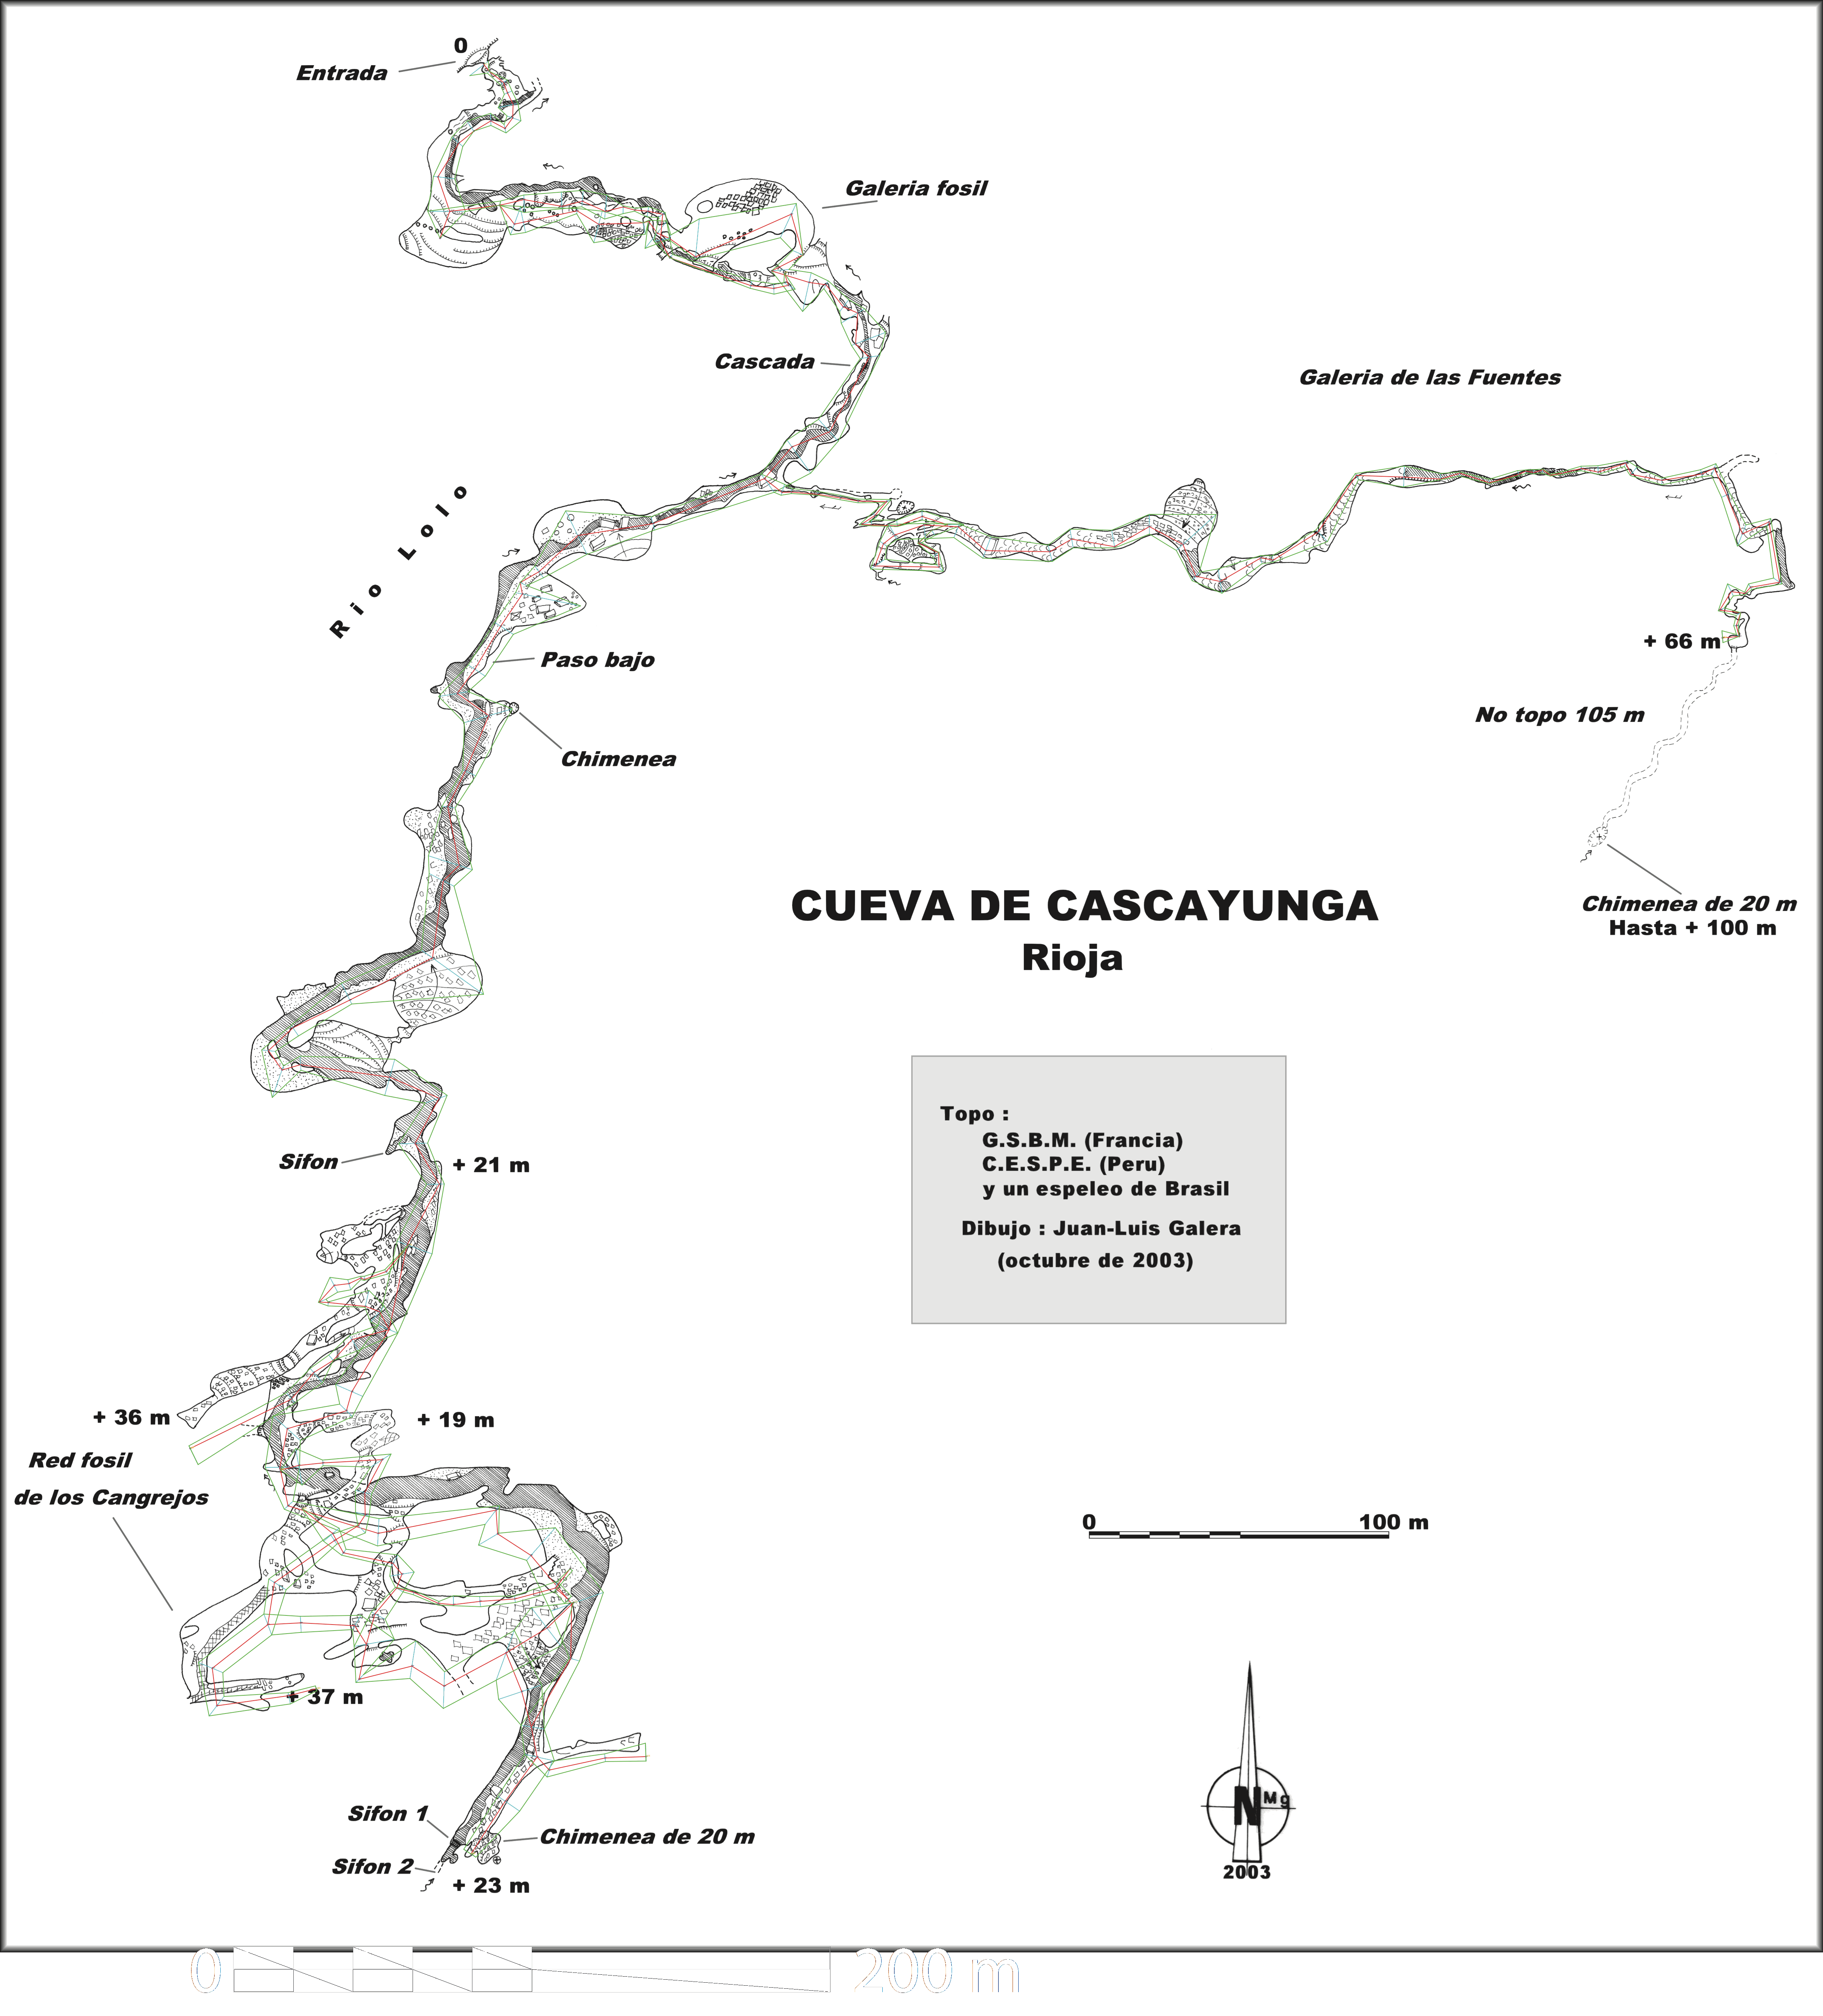 0
Entrada
Galeria fosil
Cascada
Galeria de las Fuentes
Rio Lolo
+ 66 m
Paso bajo
No topo 105 m
Chimenea
CUEVA DE CASCAYUNGA
Rioja
Chimenea de 20 m
Hasta + 100 m
Topo :
G.S.B.M. (Francia)
C.E.S.P.E. (Peru)
y un espeleo de Brasil
Dibujo : Juan-Luis Galera
(octubre de 2003)
Sifon
+ 21 m
+ 36 m
+ 19 m
Red fosil
de los Cangrejos
0 100 m
+ 37 m
Sifon 1
Chimenea de 20 m
Sifon 2
+ 23 m
N Mg
2003
0 200 m